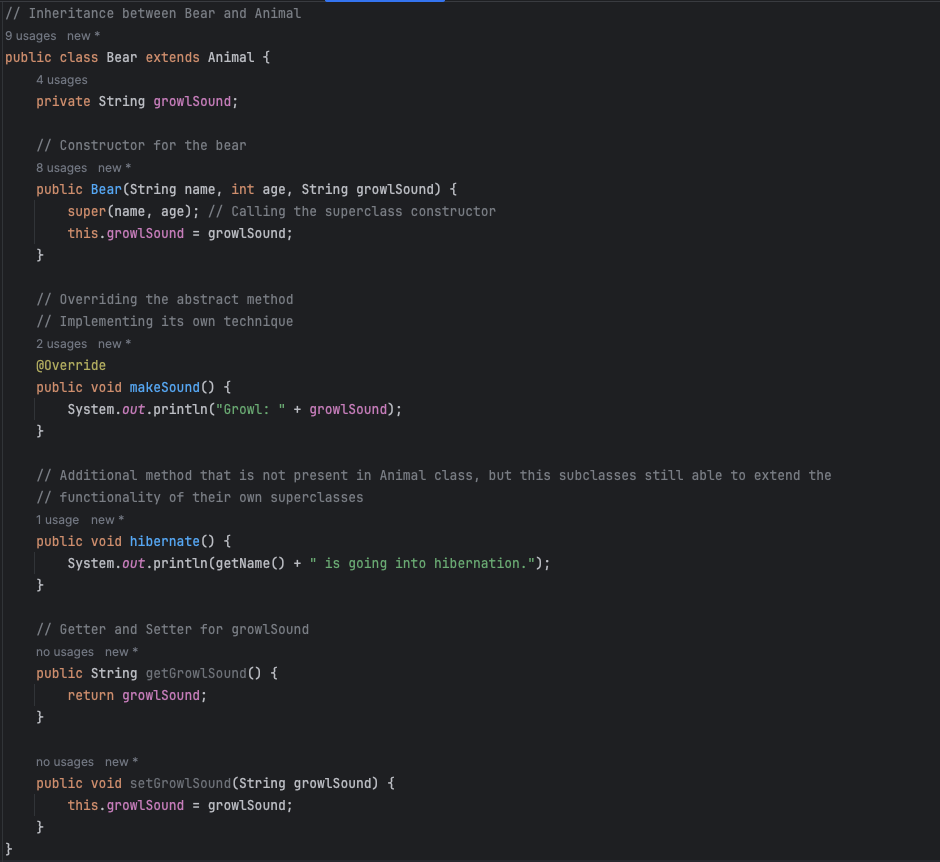 // Inheritance between Bear and Animal
9 usages   new *
public class Bear extends Animal {
    4 usages
    private String growlSound;

    // Constructor for the bear
    8 usages   new *
    public Bear(String name, int age, String growlSound) {
        super(name, age); // Calling the superclass constructor
        this.growlSound = growlSound;
    }

    // Overriding the abstract method
    // Implementing its own technique
    2 usages   new *
    @Override
    public void makeSound() {
        System.out.println("Growl: " + growlSound);
    }

    // Additional method that is not present in Animal class, but this subclasses still able to extend the
    // functionality of their own superclasses
    1 usage   new *
    public void hibernate() {
        System.out.println(getName() + " is going into hibernation.");
    }

    // Getter and Setter for growlSound
    no usages   new *
    public String getGrowlSound() {
        return growlSound;
    }

    no usages   new *
    public void setGrowlSound(String growlSound) {
        this.growlSound = growlSound;
    }
}